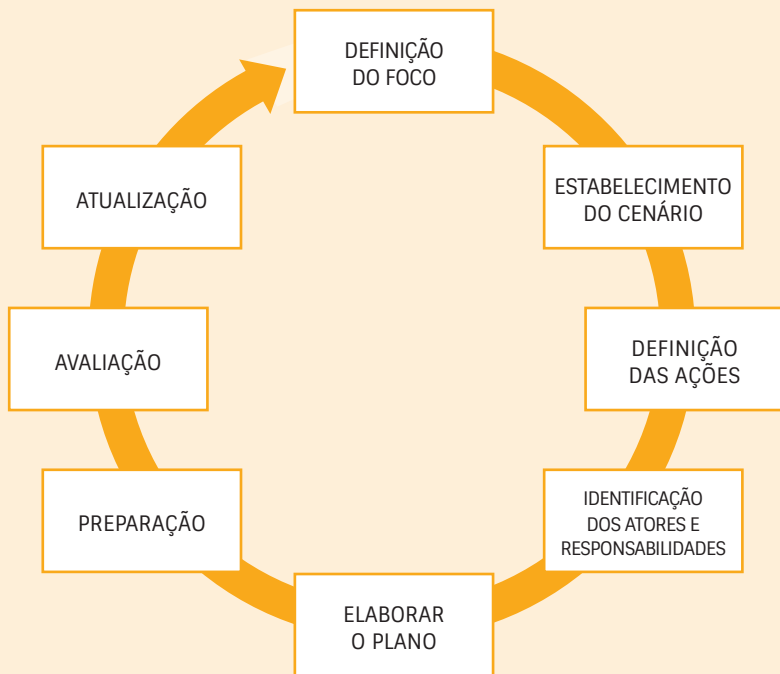 DEFINIÇÃO
DO FOCO
ESTABELECIMENTO
DO CENÁRIO
DEFINIÇÃO
DAS AÇÕES
IDENTIFICAÇÃO
DOS ATORES E
RESPONSABILIDADES
ELABORAR
O PLANO
PREPARAÇÃO
AVALIAÇÃO
ATUALIZAÇÃO